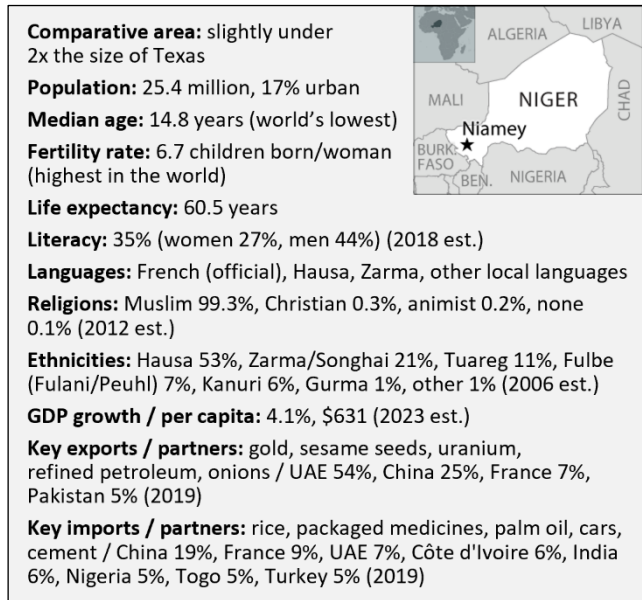 Comparative area: slightly under
2x the size of Texas
Population: 25.4 million, 17% urban
Median age: 14.8 years (world’s lowest)
Fertility rate: 6.7 children born/woman
(highest in the world)
Life expectancy: 60.5 years
Literacy: 35% (women 27%, men 44%) (2018 est.)
Languages: French (official), Hausa, Zarma, other local languages
Religions: Muslim 99.3%, Christian 0.3%, animist 0.2%, none
0.1% (2012 est.)
Ethnicities: Hausa 53%, Zarma/Songhai 21%, Tuareg 11%, Fulbe
(Fulani/Peuhl) 7%, Kanuri 6%, Gurma 1%, other 1% (2006 est.)
GDP growth / per capita: 4.1%, $631 (2023 est.)
Key exports / partners: gold, sesame seeds, uranium,
refined petroleum, onions / UAE 54%, China 25%, France 7%,
Pakistan 5% (2019)
Key imports / partners: rice, packaged medicines, palm oil, cars,
cement / China 19%, France 9%, UAE 7%, Côte d'Ivoire 6%, India
6%, Nigeria 5%, Togo 5%, Turkey 5% (2019)
ALGERIA
LIBYA
MALI
NIGER
CHAD
Niamey
BURK.
FASO
BEN.
NIGERIA